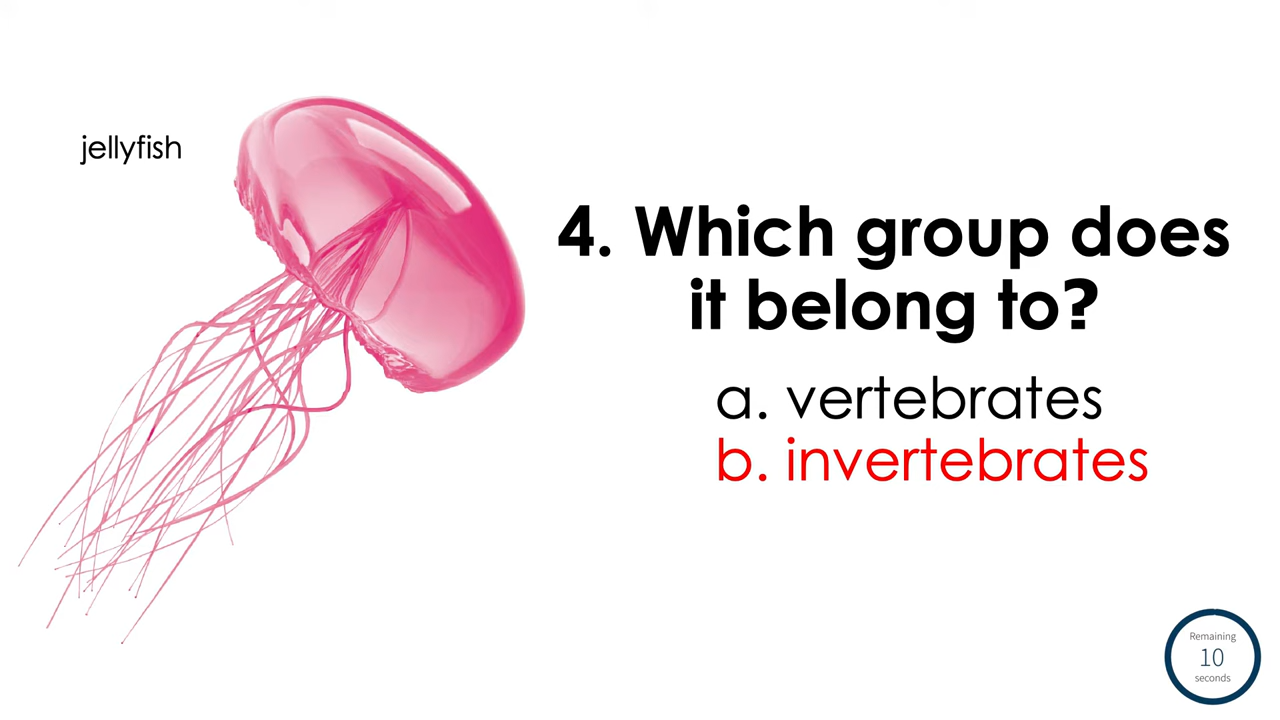 jellyfish
4. Which group does
it belong to?
a. vertebrates
b. invertebrates
Remaining
10
seconds